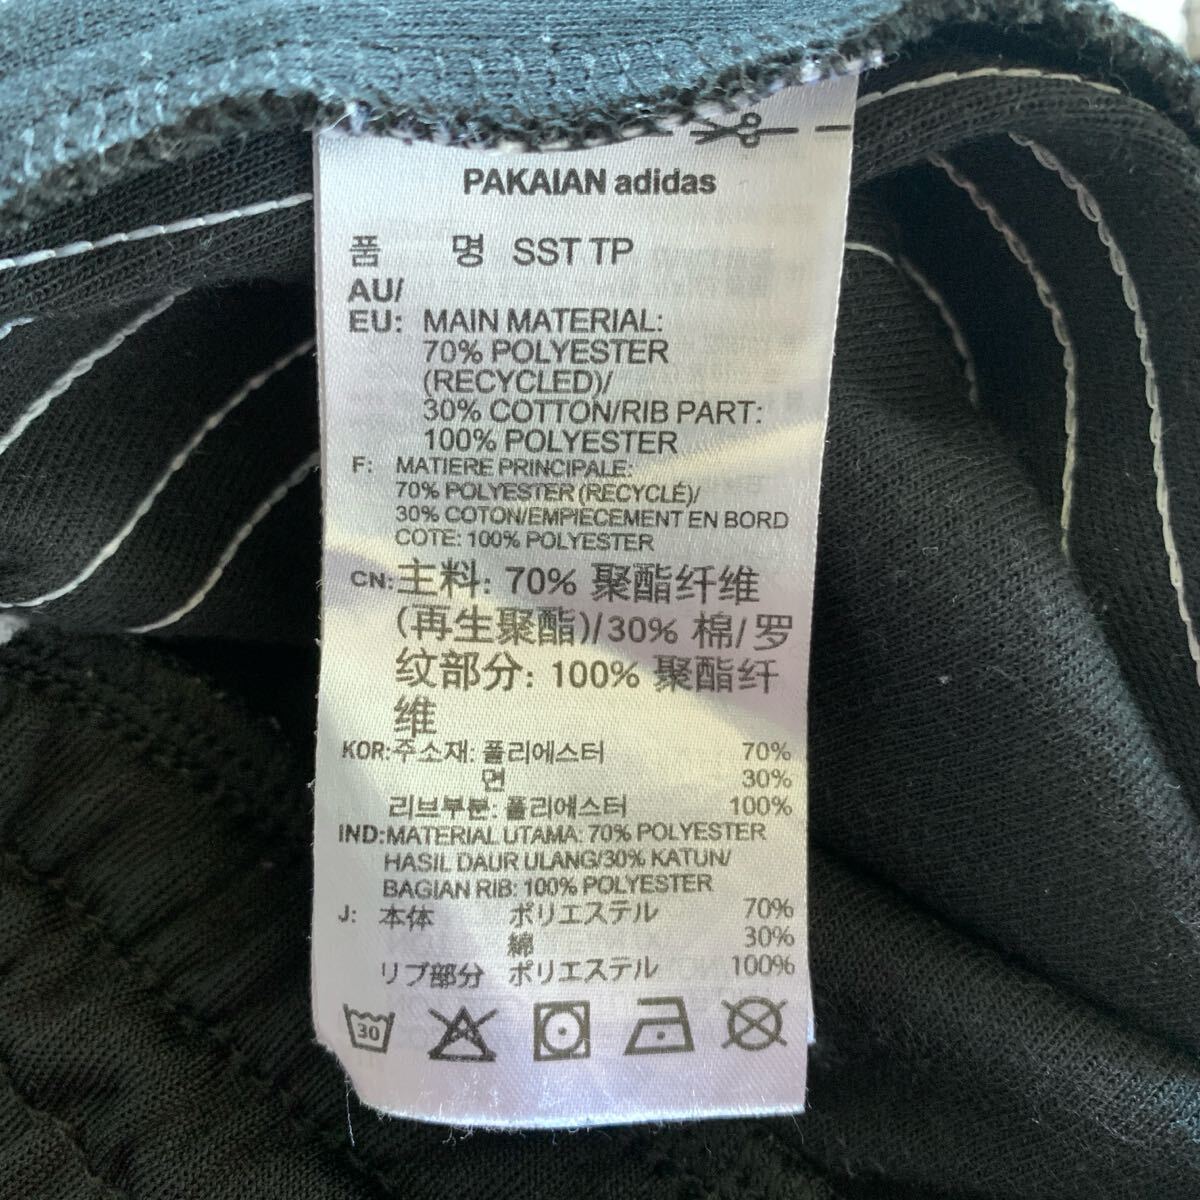 PAKAIAN adidas
품 명 SST TP
AU/
EU: MAIN MATERIAL:
70% POLYESTER
(RECYCLED)/
30% COTTON/RIB PART:
100% POLYESTER
F: MATIERE PRINCIPALE:
70% POLYESTER (RECYCLÉ)/
30% COTON/EMPIECEMENT EN BORD
COTE: 100% POLYESTER
CN: 主料: 70% 聚酯纤维
(再生聚酯)/30% 棉/罗
纹部分: 100% 聚酯纤
维
KOR: 주소재: 폴리에스터 70%
면 30%
리브부분: 폴리에스터 100%
IND: MATERIAL UTAMA: 70% POLYESTER
HASIL DAUR ULANG/30% KATUN/
BAGIAN RIB: 100% POLYESTER
J: 本体 ポリエステル 70%
綿 30%
リブ部分 ポリエステル 100%
30